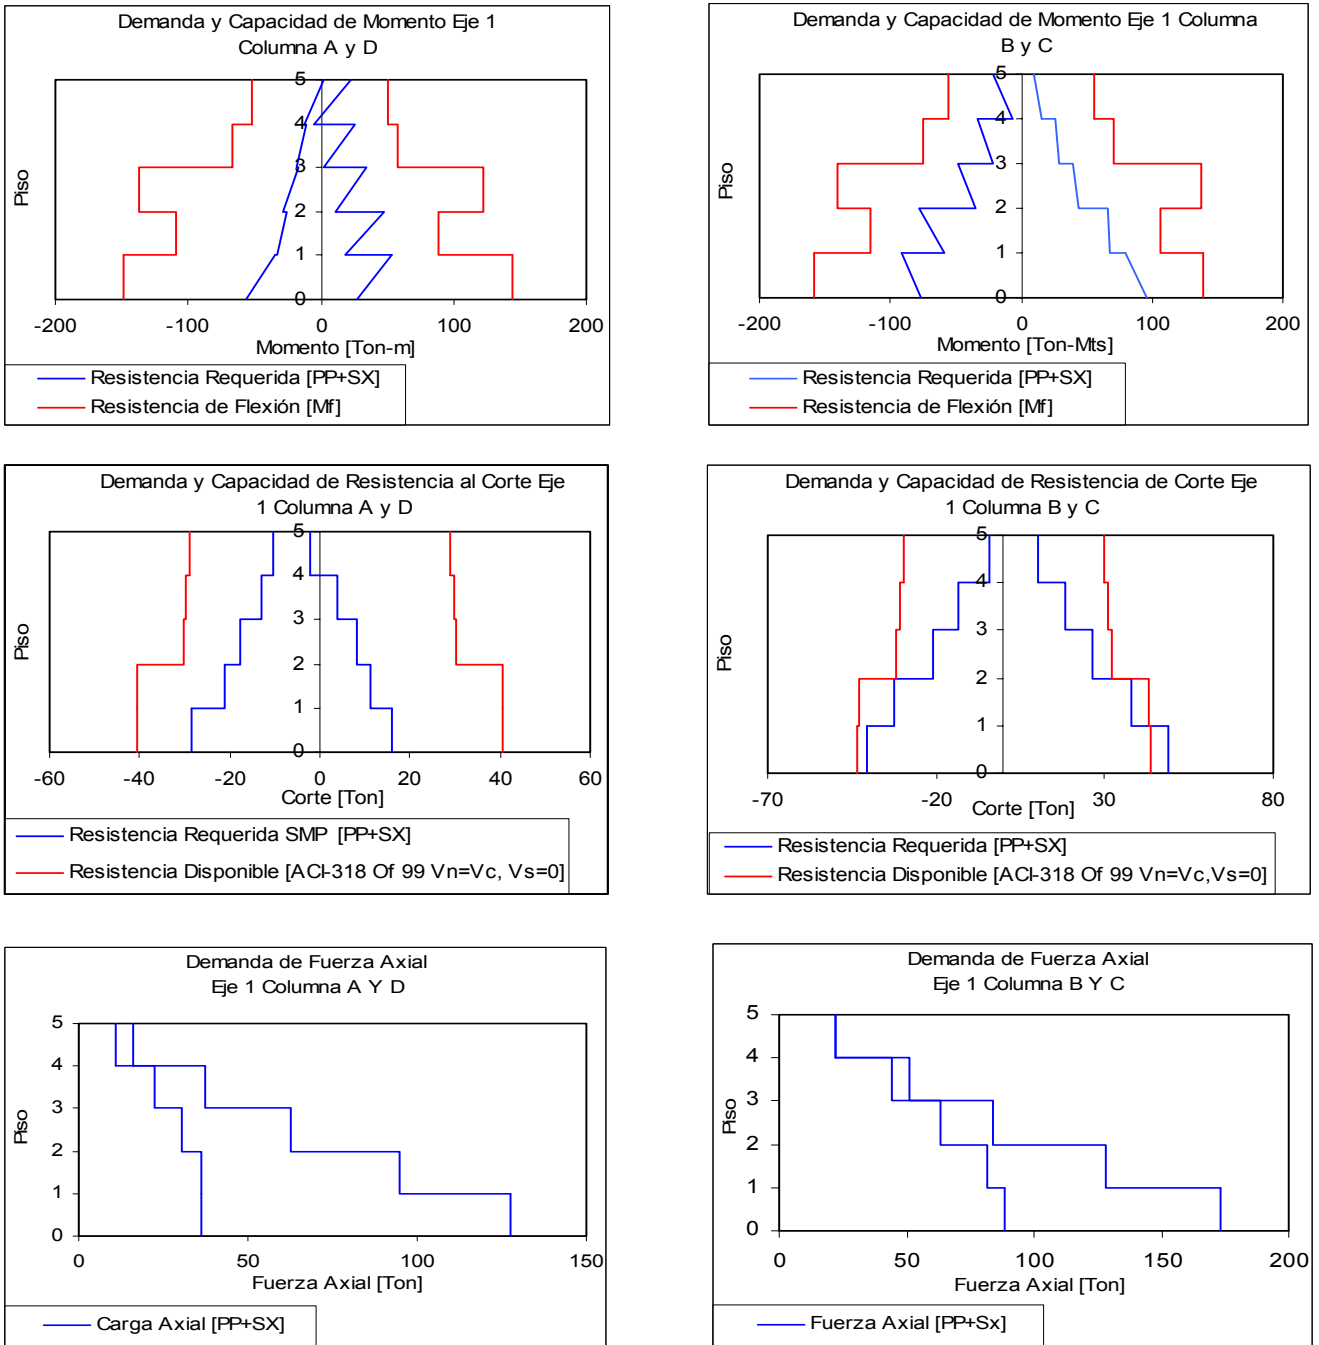 Demanda y Capacidad de Momento Eje 1
Columna A y D
Piso
5
4
3
2
1
0
-200
-100
0
100
200
Momento [Ton-m]
Resistencia Requerida [PP+SX]
Resistencia de Flexión [Mf]
Demanda y Capacidad de Momento Eje 1 Columna
B y C
Piso
5
4
3
2
1
0
-200
-100
0
100
200
Momento [Ton-Mts]
Resistencia Requerida [PP+SX]
Resistencia de Flexión [Mf]
Demanda y Capacidad de Resistencia al Corte Eje
1 Columna A y D
Piso
5
4
3
2
1
0
-60
-40
-20
0
20
40
60
Corte [Ton]
Resistencia Requerida SMP [PP+SX]
Resistencia Disponible [ACI-318 Of 99 Vn=Vc, Vs=0]
Demanda y Capacidad de Resistencia de Corte Eje
1 Columna B y C
Piso
5
4
3
2
1
0
-70
-20
30
80
Corte [Ton]
Resistencia Requerida [PP+SX]
Resistencia Disponible [ACI-318 Of 99 Vn=Vc,Vs=0]
Demanda de Fuerza Axial
Eje 1 Columna A Y D
Piso
5
4
3
2
1
0
0
50
100
150
Fuerza Axial [Ton]
Carga Axial [PP+SX]
Demanda de Fuerza Axial
Eje 1 Columna B Y C
Piso
5
4
3
2
1
0
0
50
100
150
200
Fuerza Axial [Ton]
Fuerza Axial [PP+Sx]